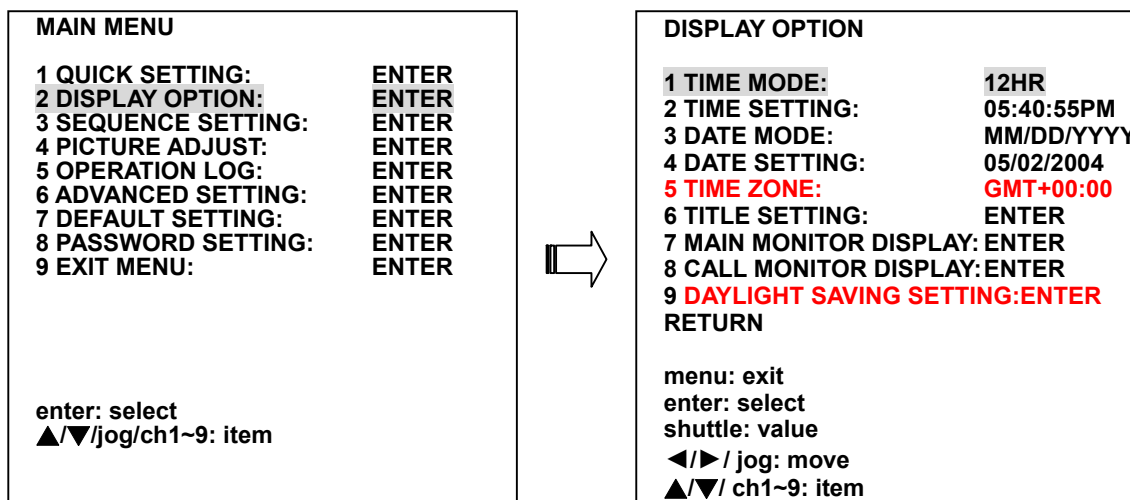 MAIN MENU
1 QUICK SETTING: ENTER
2 DISPLAY OPTION: ENTER
3 SEQUENCE SETTING: ENTER
4 PICTURE ADJUST: ENTER
5 OPERATION LOG: ENTER
6 ADVANCED SETTING: ENTER
7 DEFAULT SETTING: ENTER
8 PASSWORD SETTING: ENTER
9 EXIT MENU: ENTER
enter: select
▲/▼/jog/ch1~9: item
DISPLAY OPTION
1 TIME MODE: 12HR
2 TIME SETTING: 05:40:55PM
3 DATE MODE: MM/DD/YYYY
4 DATE SETTING: 05/02/2004
5 TIME ZONE: GMT+00:00
6 TITLE SETTING: ENTER
7 MAIN MONITOR DISPLAY: ENTER
8 CALL MONITOR DISPLAY: ENTER
9 DAYLIGHT SAVING SETTING:ENTER
RETURN
menu: exit
enter: select
shuttle: value
◄/► / jog: move
▲/▼/ ch1~9: item